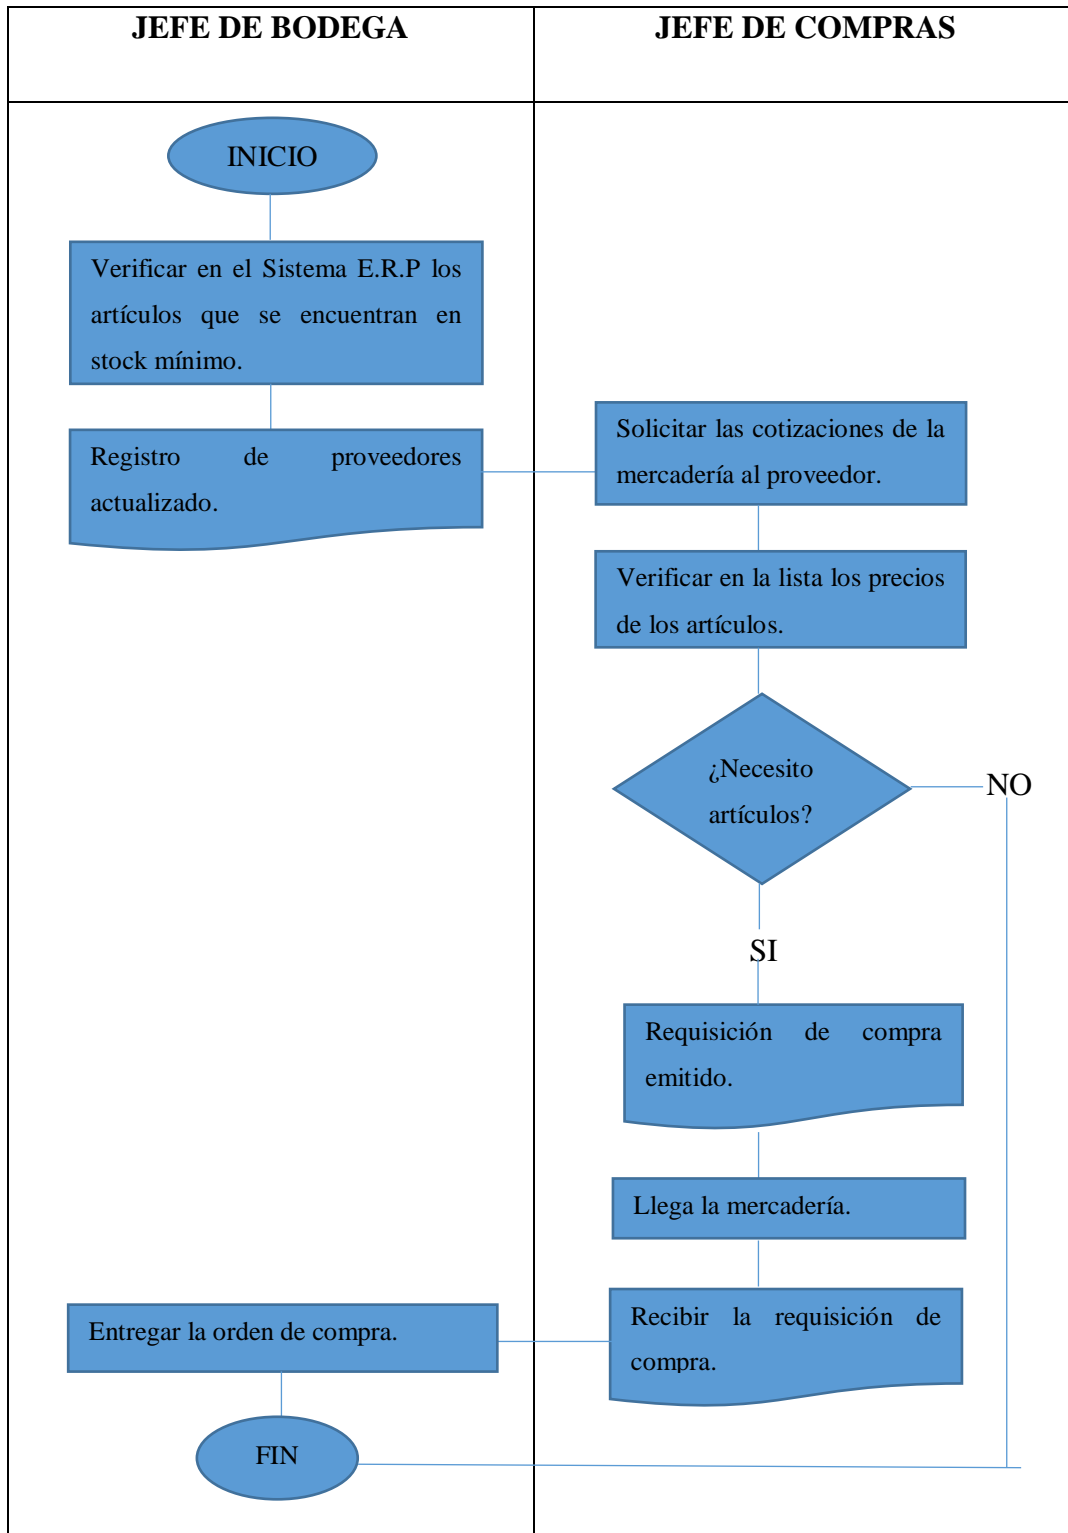 JEFE DE BODEGA
JEFE DE COMPRAS
INICIO
Verificar en el Sistema E.R.P los
artículos que se encuentran en
stock mínimo.
Registro de proveedores
actualizado.
Solicitar las cotizaciones de la
mercadería al proveedor.
Verificar en la lista los precios
de los artículos.
¿Necesito
artículos?
NO
SI
Requisición de compra
emitido.
Llega la mercadería.
Recibir la requisición de
compra.
Entregar la orden de compra.
FIN